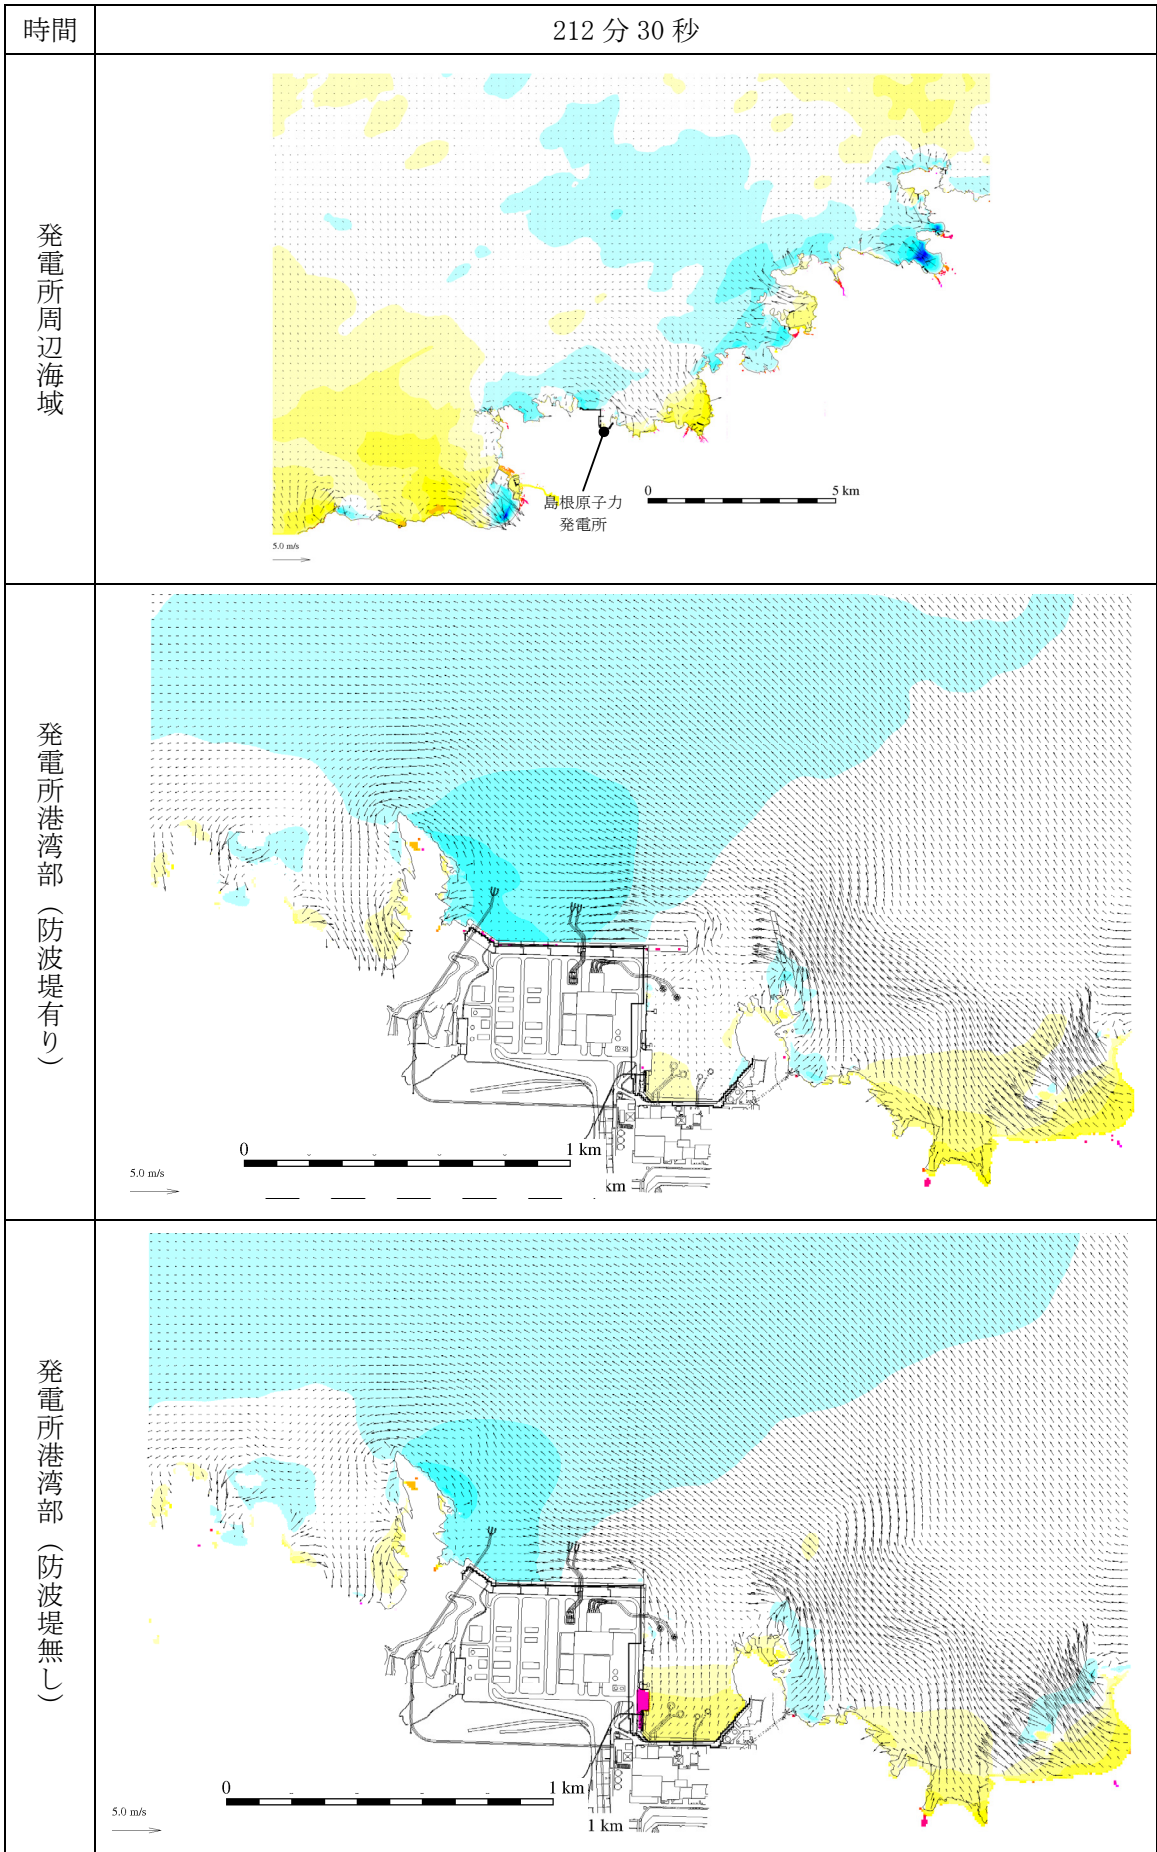 時間
212 分 30 秒
発電所周辺海域
島根原子力
発電所
0
5 km
5.0 m/s
発電所港湾部（防波堤有り）
0
1 km
km
5.0 m/s
発電所港湾部（防波堤無し）
0
1 km
1 km
5.0 m/s